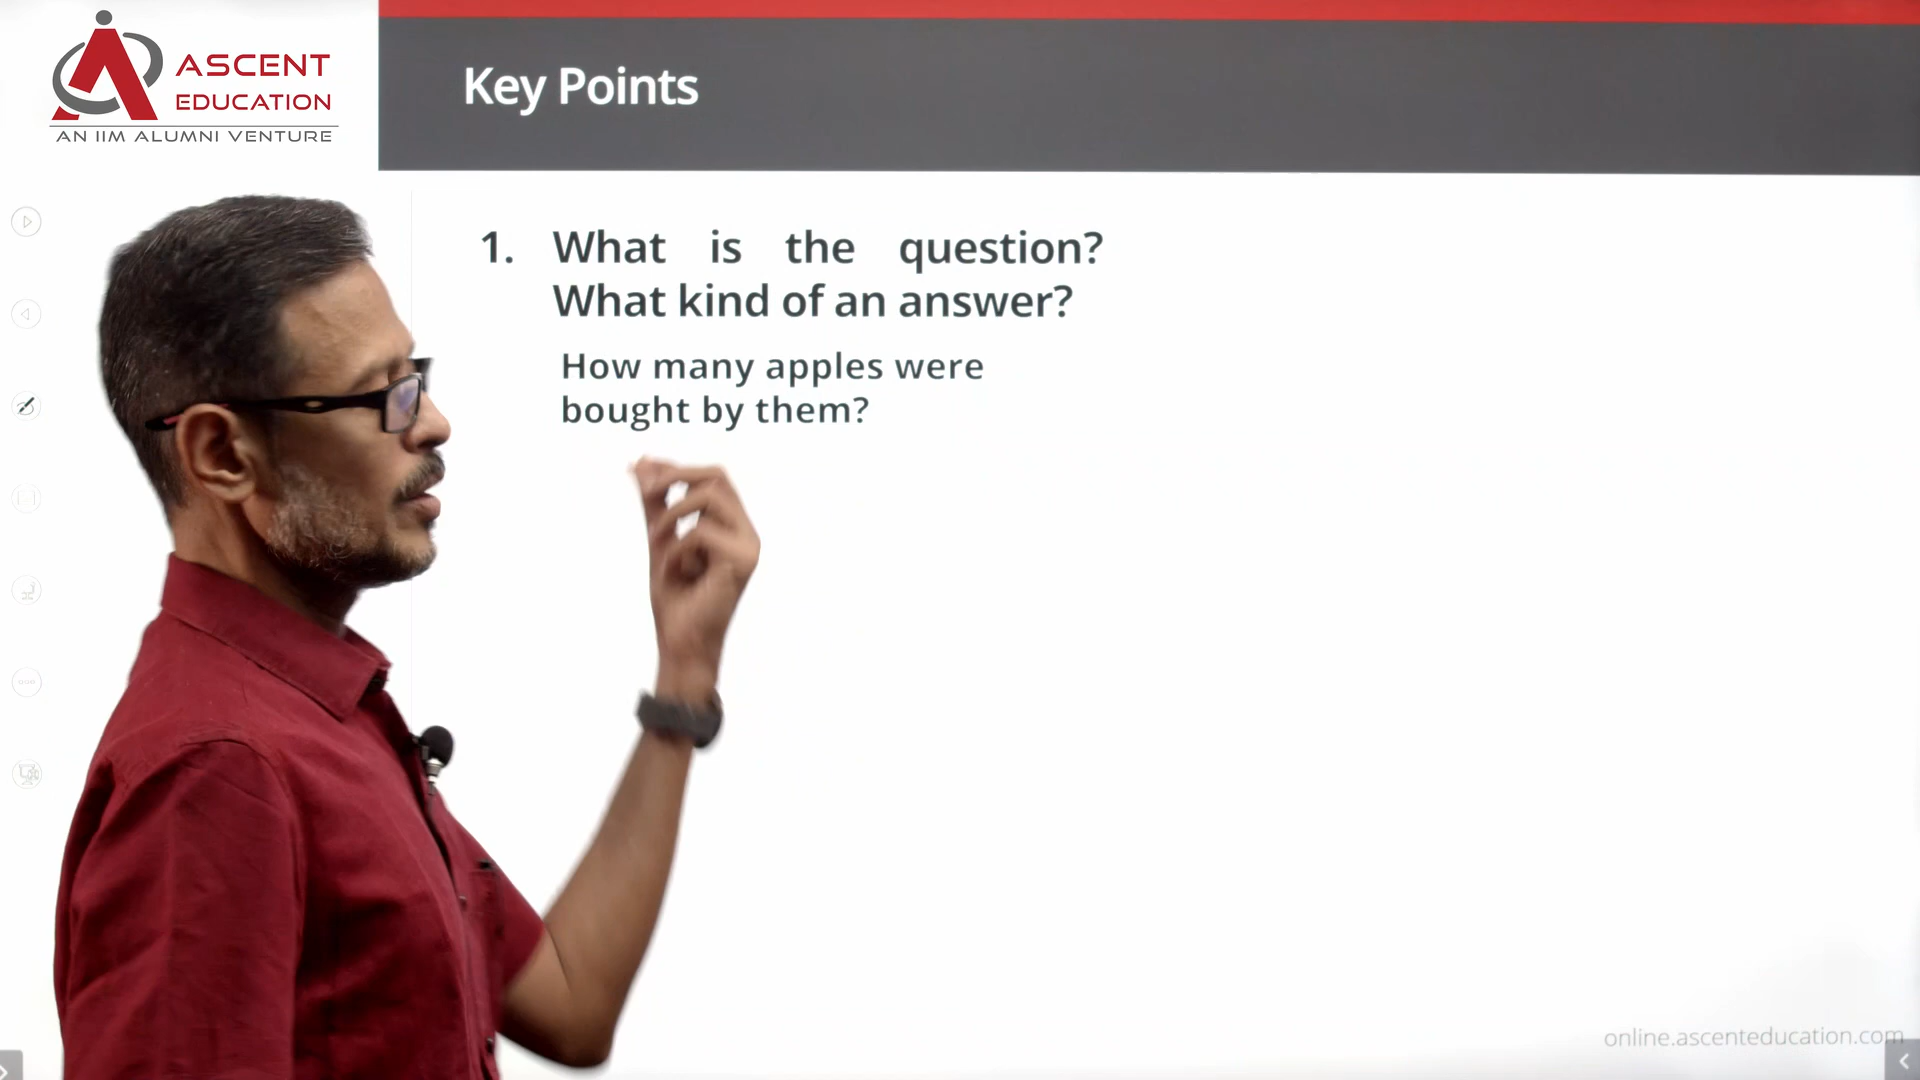 ASCENT
EDUCATION
AN IIM ALUMNI VENTURE
Key Points
1. What is the question?
What kind of an answer?
How many apples were
bought by them?
online.ascenteducation.com